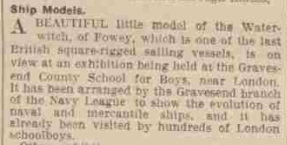 Ship Models.
A BEAUTIFUL little model of the Water-
witch, of Fowey, which is one of the last
British square-rigged sailing vessels, is on
view at an exhibition being held at the Graves-
end County School for Boys, near London.
It has been arranged by the Gravesend branch
of the Navy League to show the evolution of
naval and mercantile ships, and it has
already been visited by hundreds of London
schoolboys.